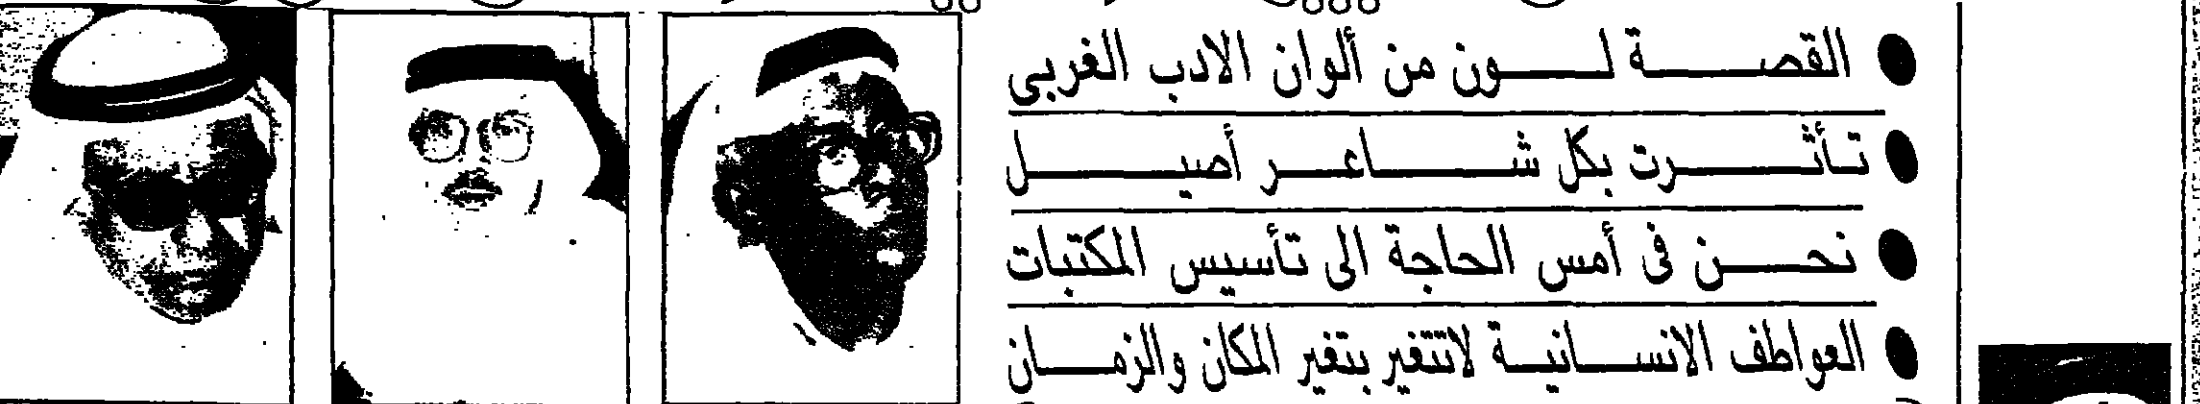 القصة لون من ألوان الادب الغربى
تأثرت بكل شاعر أصيل
نحن فى أمس الحاجة الى تأسيس المكتبات
العواطف الانسانية لاتتغير بتغير المكان والزمان